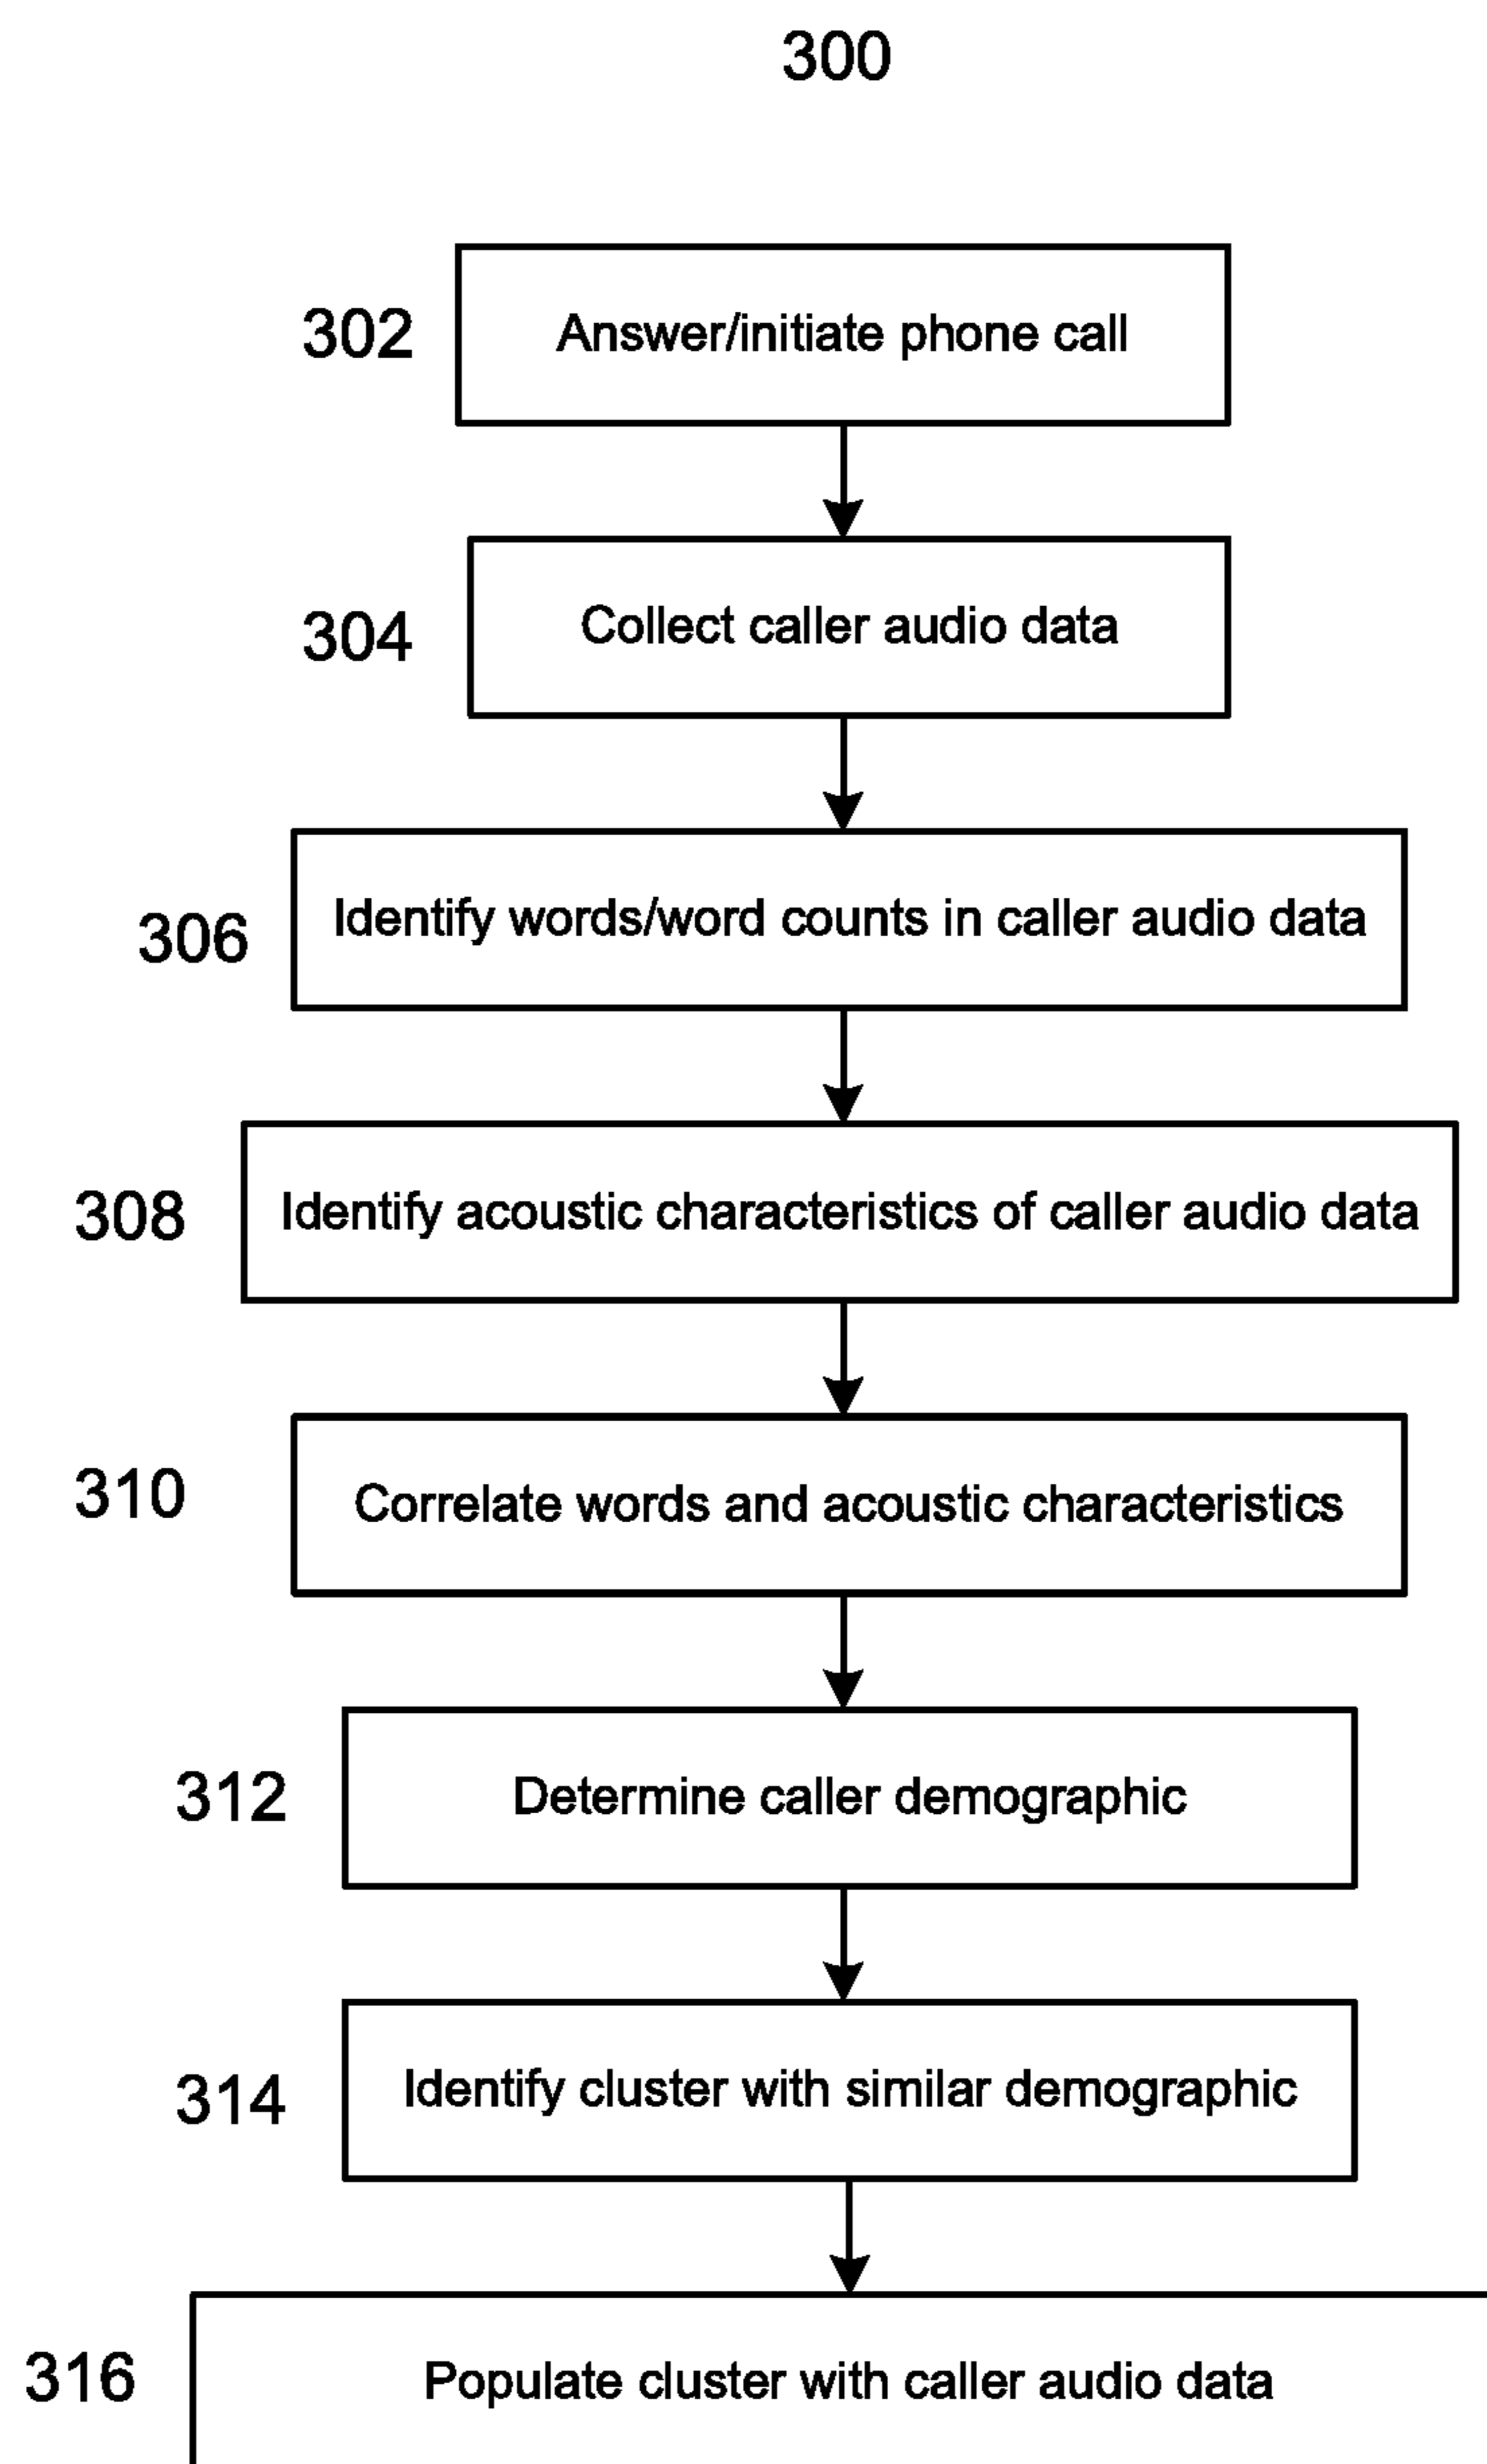 300
302 Answer/initiate phone call
304 Collect caller audio data
306 Identify words/word counts in caller audio data
308 Identify acoustic characteristics of caller audio data
310 Correlate words and acoustic characteristics
312 Determine caller demographic
314 Identify cluster with similar demographic
316 Populate cluster with caller audio data